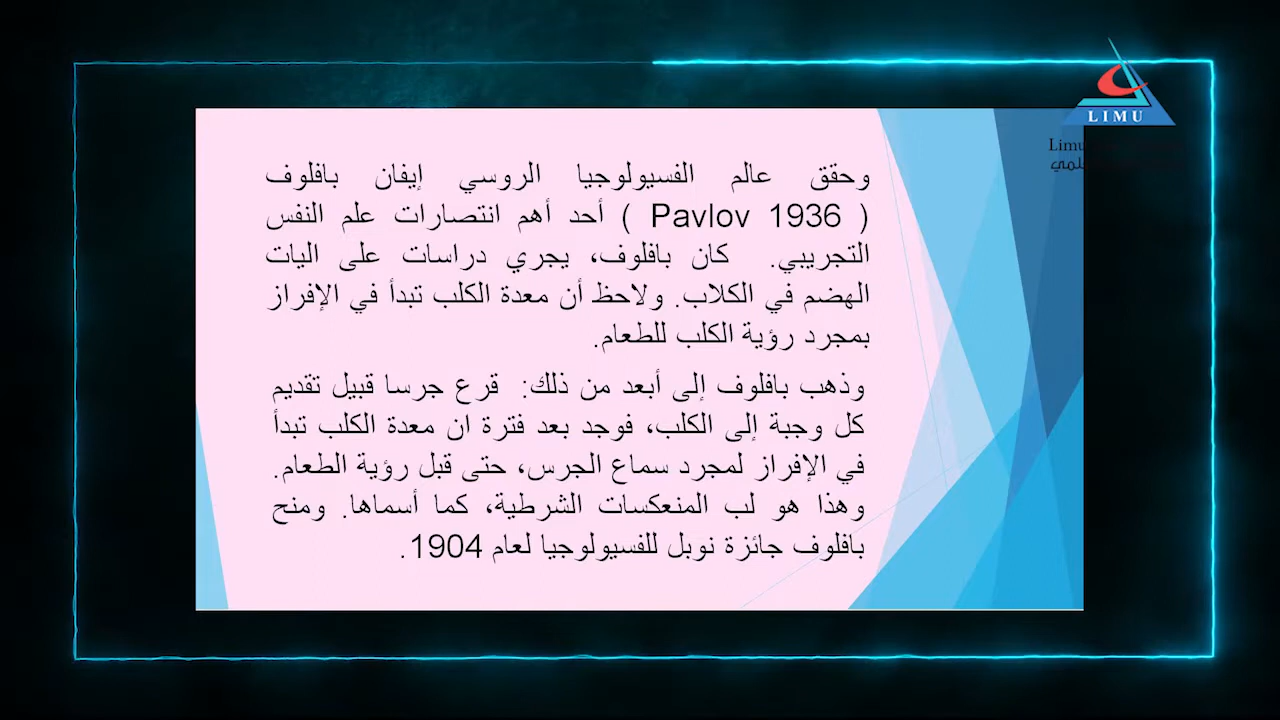 LIMU
Limu
لمي
وحقق عالم الفسيولوجيا الروسي إيفان بافلوف
( Pavlov 1936 ) أحد أهم انتصارات علم النفس
التجريبي. كان بافلوف، يجري دراسات على اليات
الهضم في الكلاب. ولاحظ أن معدة الكلب تبدأ في الإفراز
بمجرد رؤية الكلب للطعام.
وذهب بافلوف إلى أبعد من ذلك: قرع جرسا قبيل تقديم
كل وجبة إلى الكلب، فوجد بعد فترة ان معدة الكلب تبدأ
في الإفراز لمجرد سماع الجرس، حتى قبل رؤية الطعام.
وهذا هو لب المنعكسات الشرطية، كما أسماها. ومنح
بافلوف جائزة نوبل للفسيولوجيا لعام 1904.